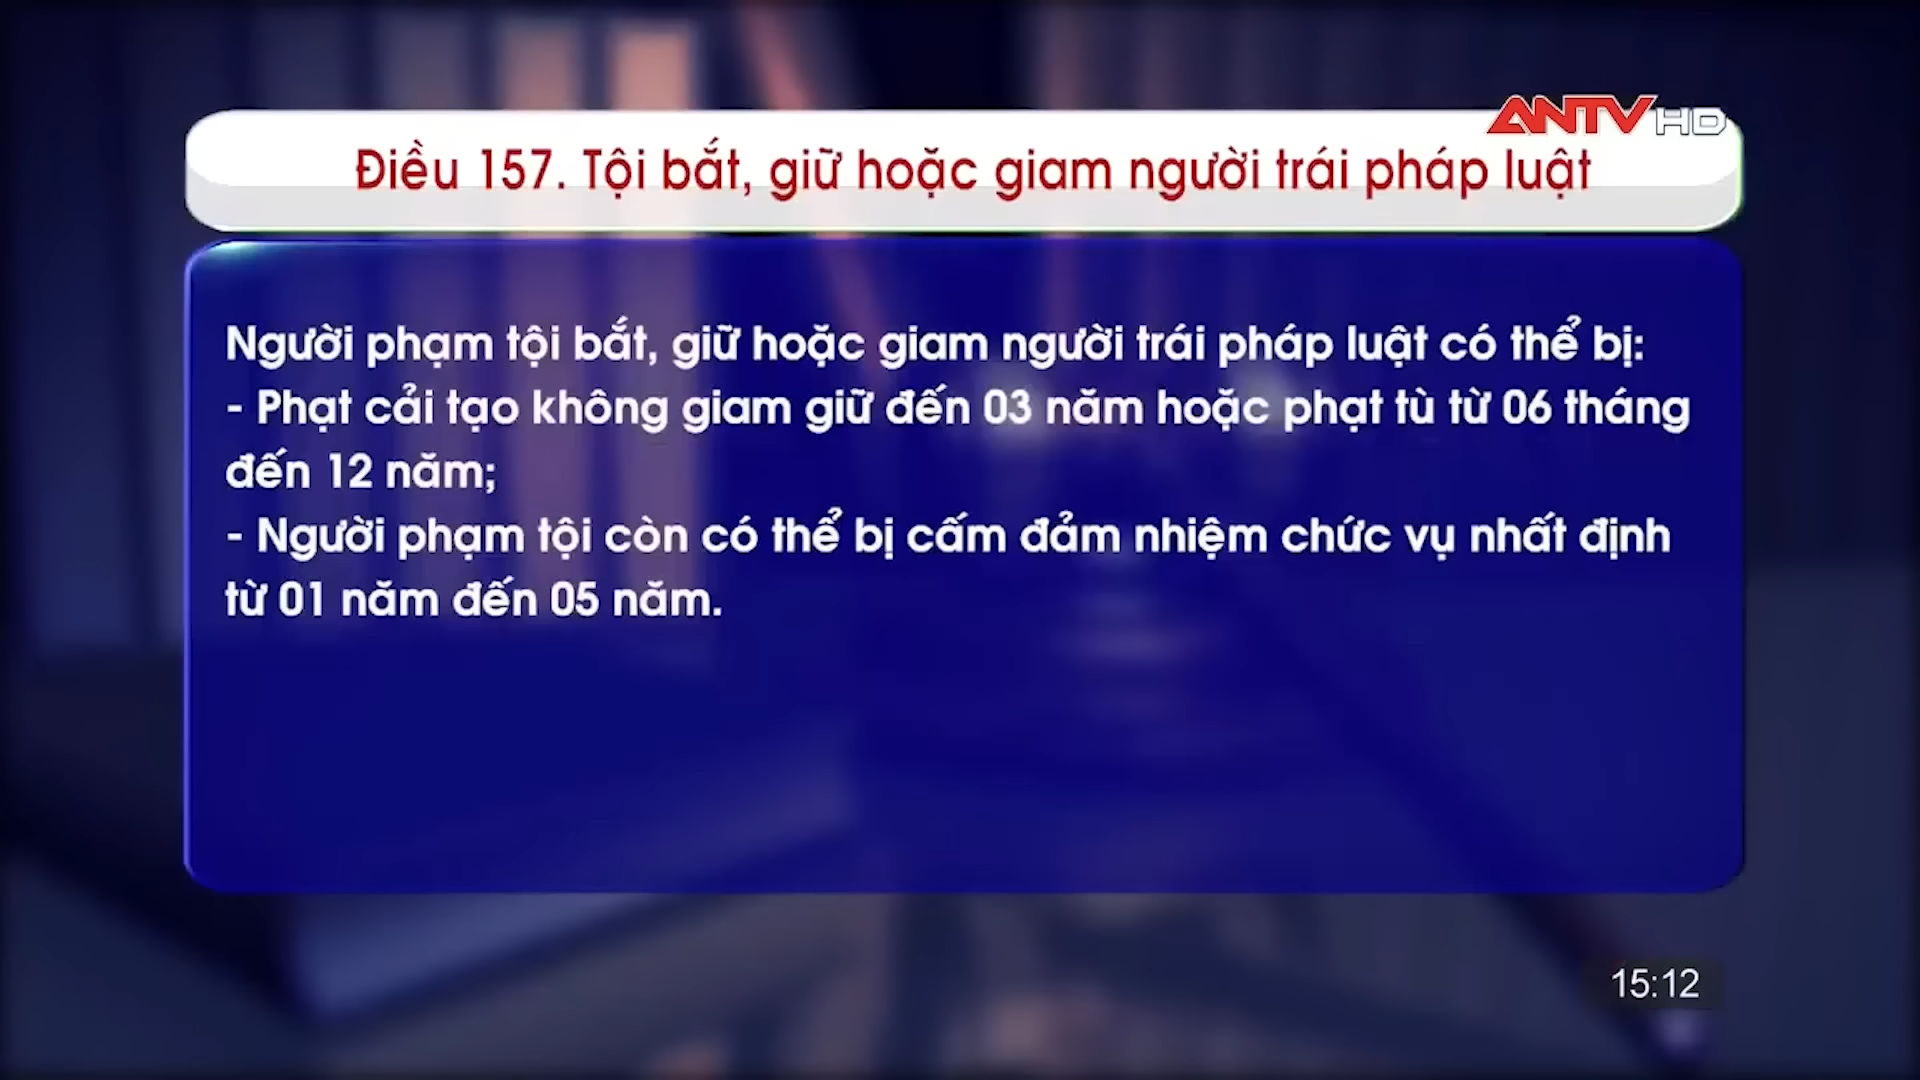 ANTV HD
Điều 157. Tội bắt, giữ hoặc giam người trái pháp luật
Người phạm tội bắt, giữ hoặc giam người trái pháp luật có thể bị:
- Phạt cải tạo không giam giữ đến 03 năm hoặc phạt tù từ 06 tháng
đến 12 năm;
- Người phạm tội còn có thể bị cấm đảm nhiệm chức vụ nhất định
từ 01 năm đến 05 năm.
15:12